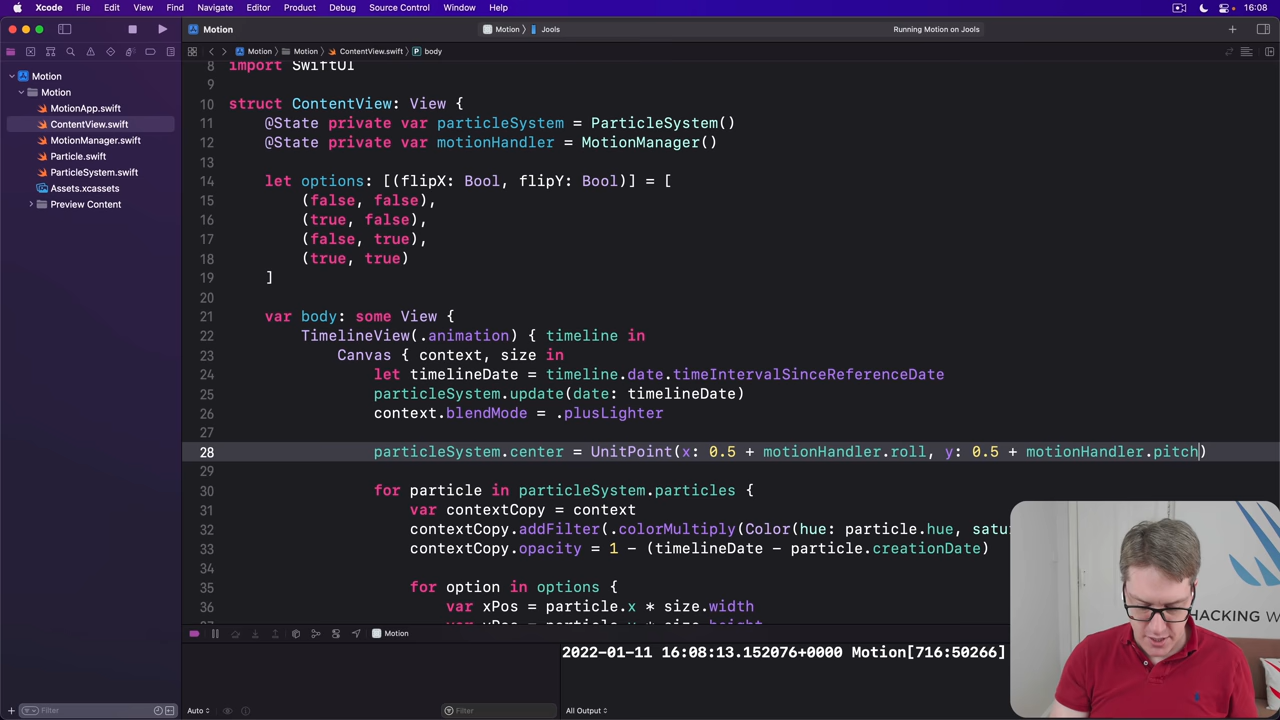 Xcode File Edit View Find Navigate Editor Product Debug Source Control Window Help 16:08
Motion Motion Jools Running Motion on Jools
Motion Motion ContentView.swift body
Motion
Motion
MotionApp.swift
ContentView.swift
MotionManager.swift
Particle.swift
ParticleSystem.swift
Assets.xcassets
Preview Content
8 import SwiftUI
9
10 struct ContentView: View {
11 @State private var particleSystem = ParticleSystem()
12 @State private var motionHandler = MotionManager()
13
14 let options: [(flipX: Bool, flipY: Bool)] = [
15 (false, false),
16 (true, false),
17 (false, true),
18 (true, true)
19 ]
20
21 var body: some View {
22 TimelineView(.animation) { timeline in
23 Canvas { context, size in
24 let timelineDate = timeline.date.timeIntervalSinceReferenceDate
25 particleSystem.update(date: timelineDate)
26 context.blendMode = .plusLighter
27
28 particleSystem.center = UnitPoint(x: 0.5 + motionHandler.roll, y: 0.5 + motionHandler.pitch)
29
30 for particle in particleSystem.particles {
31 var contextCopy = context
32 contextCopy.addFilter(.colorMultiply(Color(hue: particle.hue, satu
33 contextCopy.opacity = 1 - (timelineDate - particle.creationDate)
34
35 for option in options {
36 var xPos = particle.x * size.width
Motion
2022-01-11 16:08:13.152076+0000 Motion[716:50266]
Filter
Auto
Filter
All Output
HACKING W